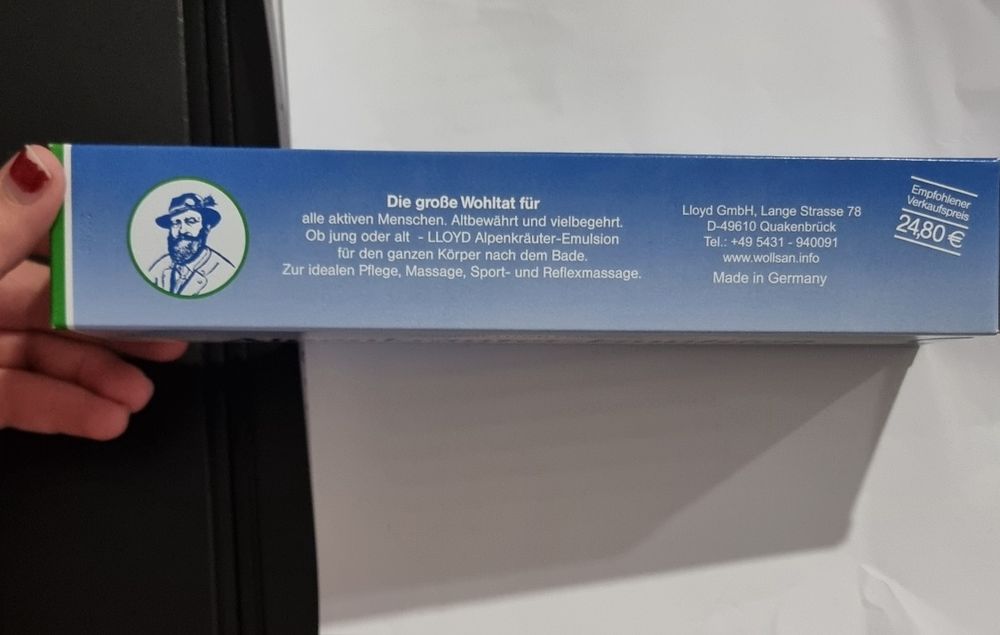 Die große Wohltat für
alle aktiven Menschen. Altbewährt und vielbegehrt.
Ob jung oder alt - LLOYD Alpenkräuter-Emulsion
für den ganzen Körper nach dem Bade.
Zur idealen Pflege, Massage, Sport- und Reflexmassage.
Lloyd GmbH, Lange Strasse 78
D-49610 Quakenbrück
Tel.: +49 5431 - 940091
www.wollsan.info
Made in Germany
Empfohlener
Verkaufspreis
24,80 €